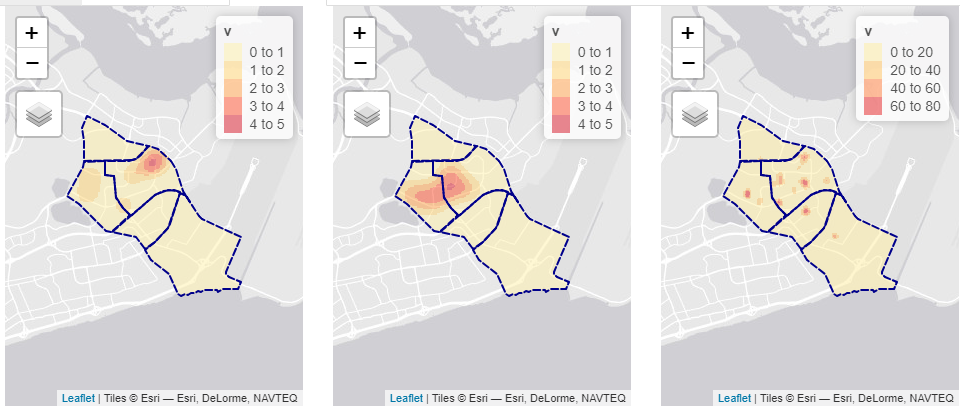 +
−
v
0 to 1
1 to 2
2 to 3
3 to 4
4 to 5
Leaflet | Tiles © Esri — Esri, DeLorme, NAVTEQ
+
−
v
0 to 1
1 to 2
2 to 3
3 to 4
4 to 5
Leaflet | Tiles © Esri — Esri, DeLorme, NAVTEQ
+
−
v
0 to 20
20 to 40
40 to 60
60 to 80
Leaflet | Tiles © Esri — Esri, DeLorme, NAVTEQ